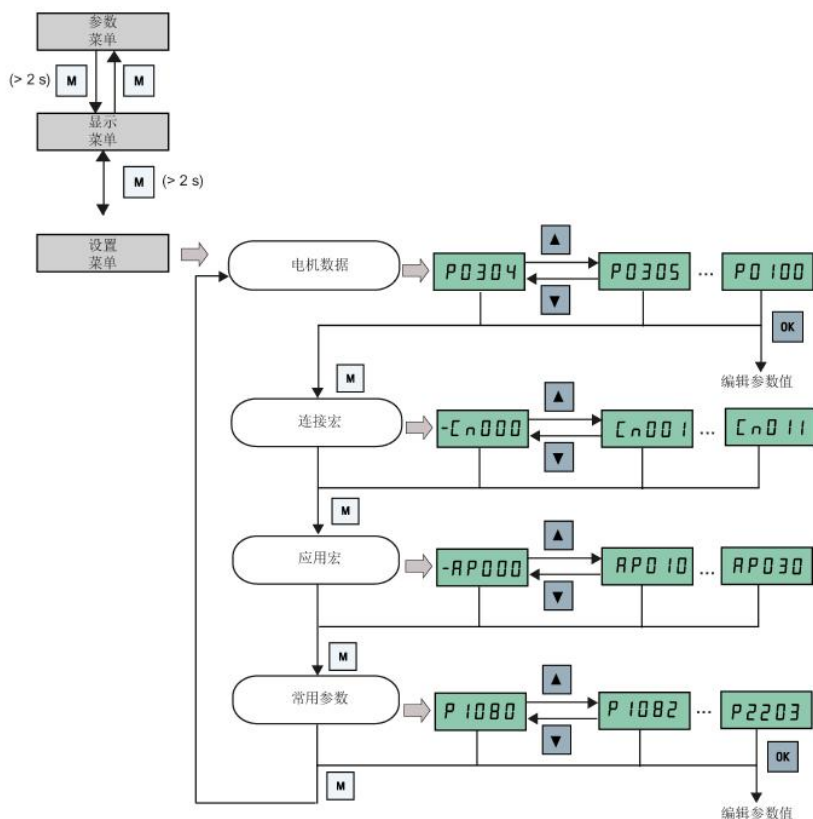 参数
菜单
(> 2 s)
M
M
显示
菜单
M
(> 2 s)
设置
菜单
电机数据
P0304
▲
▼
P0305
...
P0100
OK
编辑参数值
M
连接宏
-Cn000
▲
▼
Cn001
...
Cn011
M
应用宏
-AP000
▲
▼
AP010
...
AP030
M
常用参数
P1080
▲
▼
P1082
...
P2203
OK
编辑参数值
M